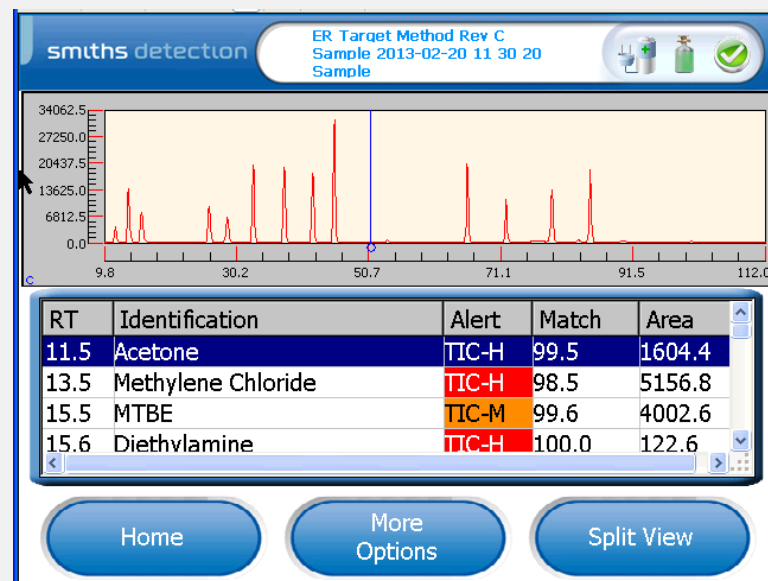 smiths detection
ER Target Method Rev C
Sample 2013-02-20 11 30 20
Sample
34062.5
27250.0
20437.5
13625.0
6812.5
0.0
9.8 30.2 50.7 71.1 91.5 112.0
C
RT Identification Alert Match Area
11.5 Acetone TIC-H 99.5 1604.4
13.5 Methylene Chloride TIC-H 98.5 5156.8
15.5 MTBE TIC-M 99.6 4002.6
15.6 Diethylamine TIC-H 100.0 122.6
Home
More
Options
Split View